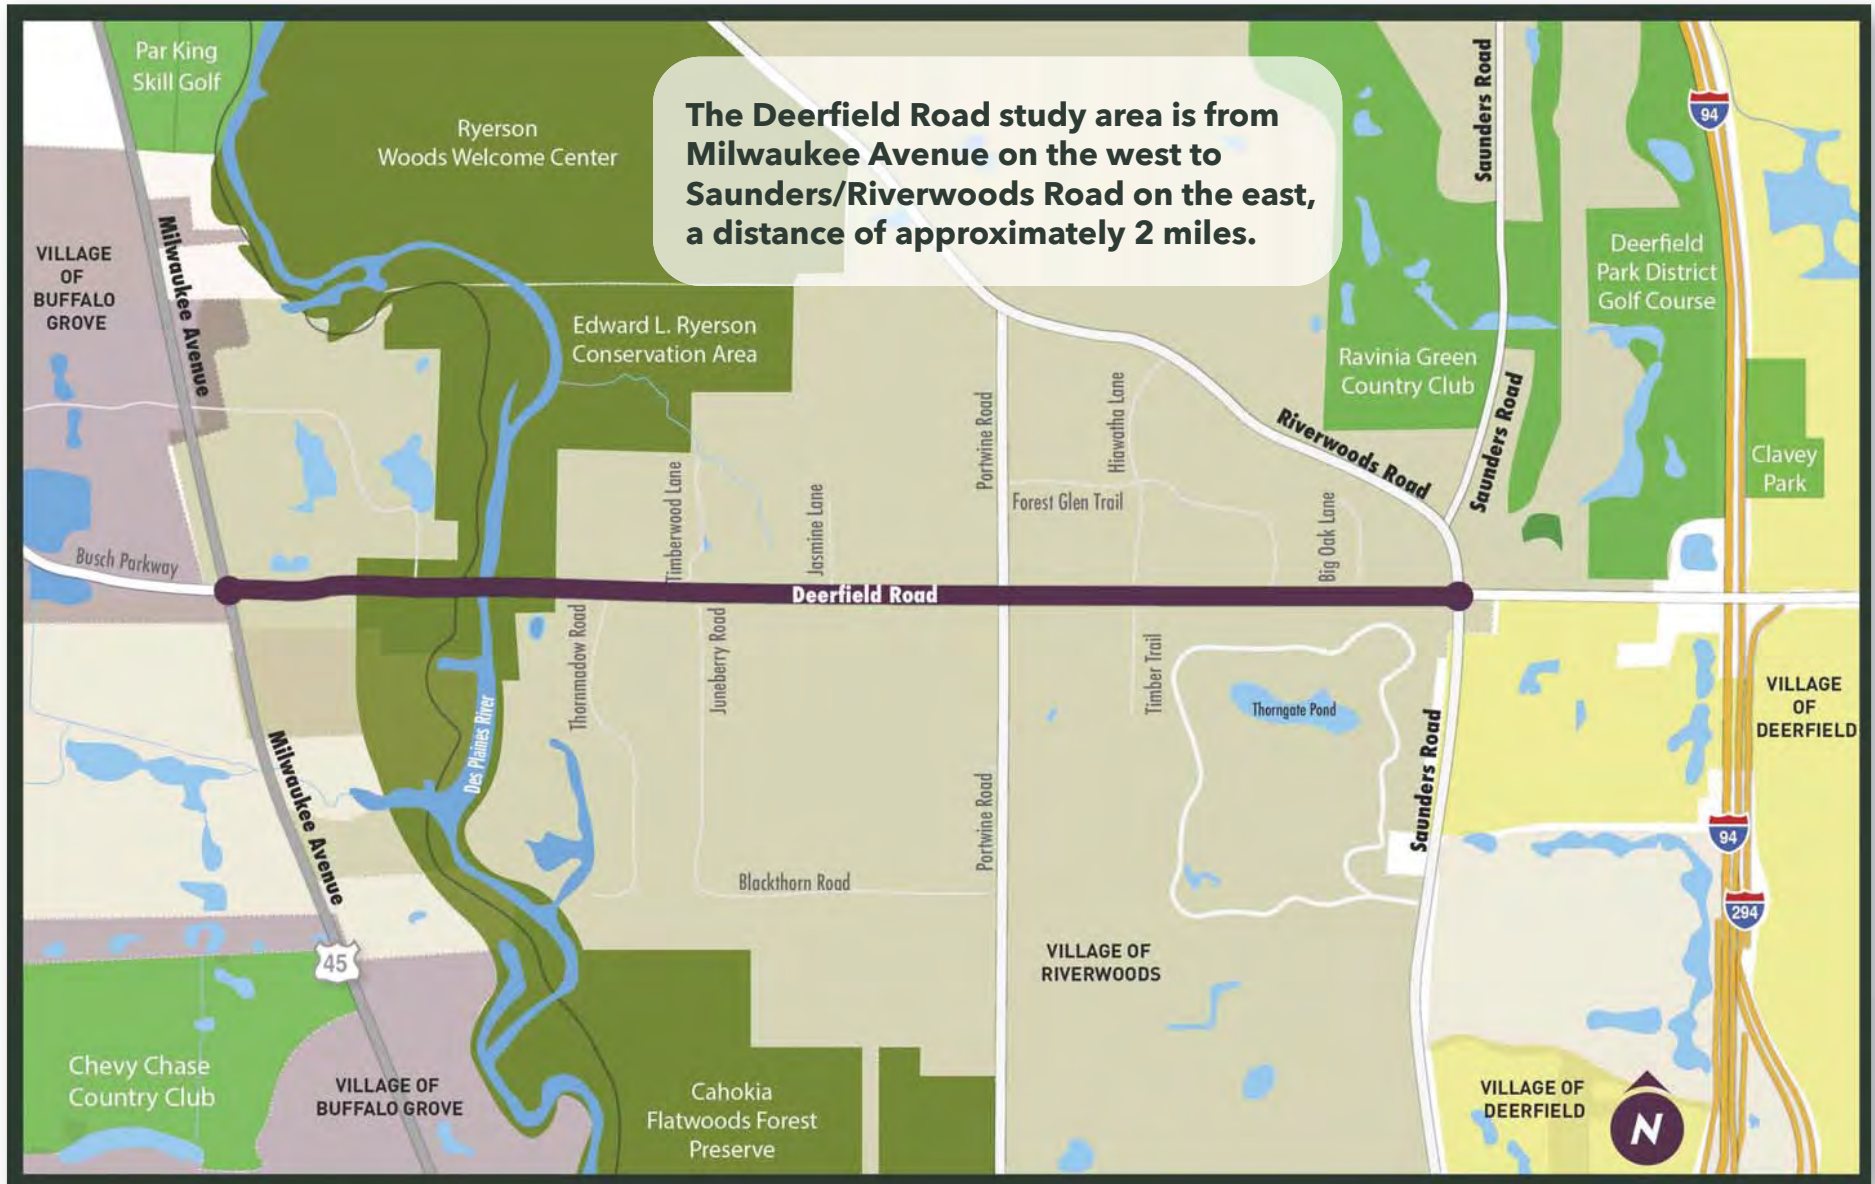 Par King
Skill Golf
Ryerson
Woods Welcome Center
The Deerfield Road study area is from
Milwaukee Avenue on the west to
Saunders/Riverwoods Road on the east,
a distance of approximately 2 miles.
Saunders Road
94
VILLAGE
OF
BUFFALO
GROVE
Milwaukee Avenue
Deerfield
Park District
Golf Course
Edward L. Ryerson
Conservation Area
Ravinia Green
Country Club
Portwine Road
Hiawatha Lane
Riverwoods Road
Saunders Road
Clavey
Park
Timberwood Lane
Jasmine Lane
Forest Glen Trail
Big Oak Lane
Busch Parkway
Deerfield Road
Thornmadow Road
Juneberry Road
Timber Trail
Thorngate Pond
VILLAGE
OF
DEERFIELD
Des Plaines River
Milwaukee Avenue
Portwine Road
Saunders Road
94
Blackthorn Road
294
45
VILLAGE OF
RIVERWOODS
Chevy Chase
Country Club
VILLAGE OF
BUFFALO GROVE
Cahokia
Flatwoods Forest
Preserve
VILLAGE OF
DEERFIELD
N